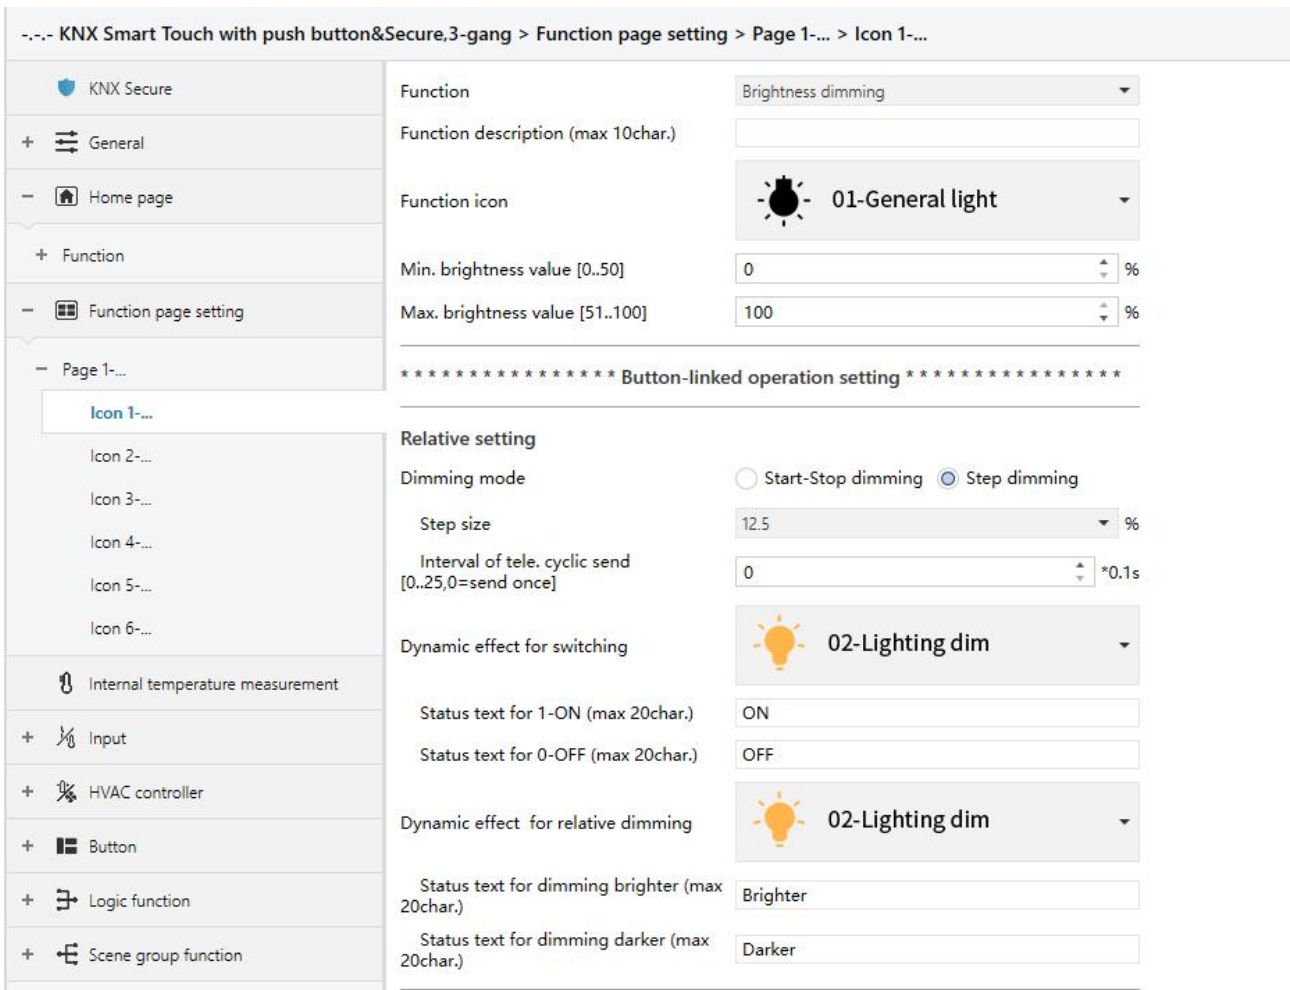 -.-.- KNX Smart Touch with push button&Secure,3-gang > Function page setting > Page 1-... > Icon 1-...
KNX Secure
+ General
− Home page
+ Function
− Function page setting
− Page 1-...
Icon 1-...
Icon 2-...
Icon 3-...
Icon 4-...
Icon 5-...
Icon 6-...
Internal temperature measurement
+ Input
+ HVAC controller
+ Button
+ Logic function
+ Scene group function
Function Brightness dimming
Function description (max 10char.)
Function icon 01-General light
Min. brightness value [0..50] 0 %
Max. brightness value [51..100] 100 %
* * * * * * * * * * * * * * * * Button-linked operation setting * * * * * * * * * * * * * * * *
Relative setting
Dimming mode Start-Stop dimming Step dimming
Step size 12.5 %
Interval of tele. cyclic send
[0..25,0=send once] 0 *0.1s
Dynamic effect for switching 02-Lighting dim
Status text for 1-ON (max 20char.) ON
Status text for 0-OFF (max 20char.) OFF
Dynamic effect for relative dimming 02-Lighting dim
Status text for dimming brighter (max
20char.) Brighter
Status text for dimming darker (max
20char.) Darker